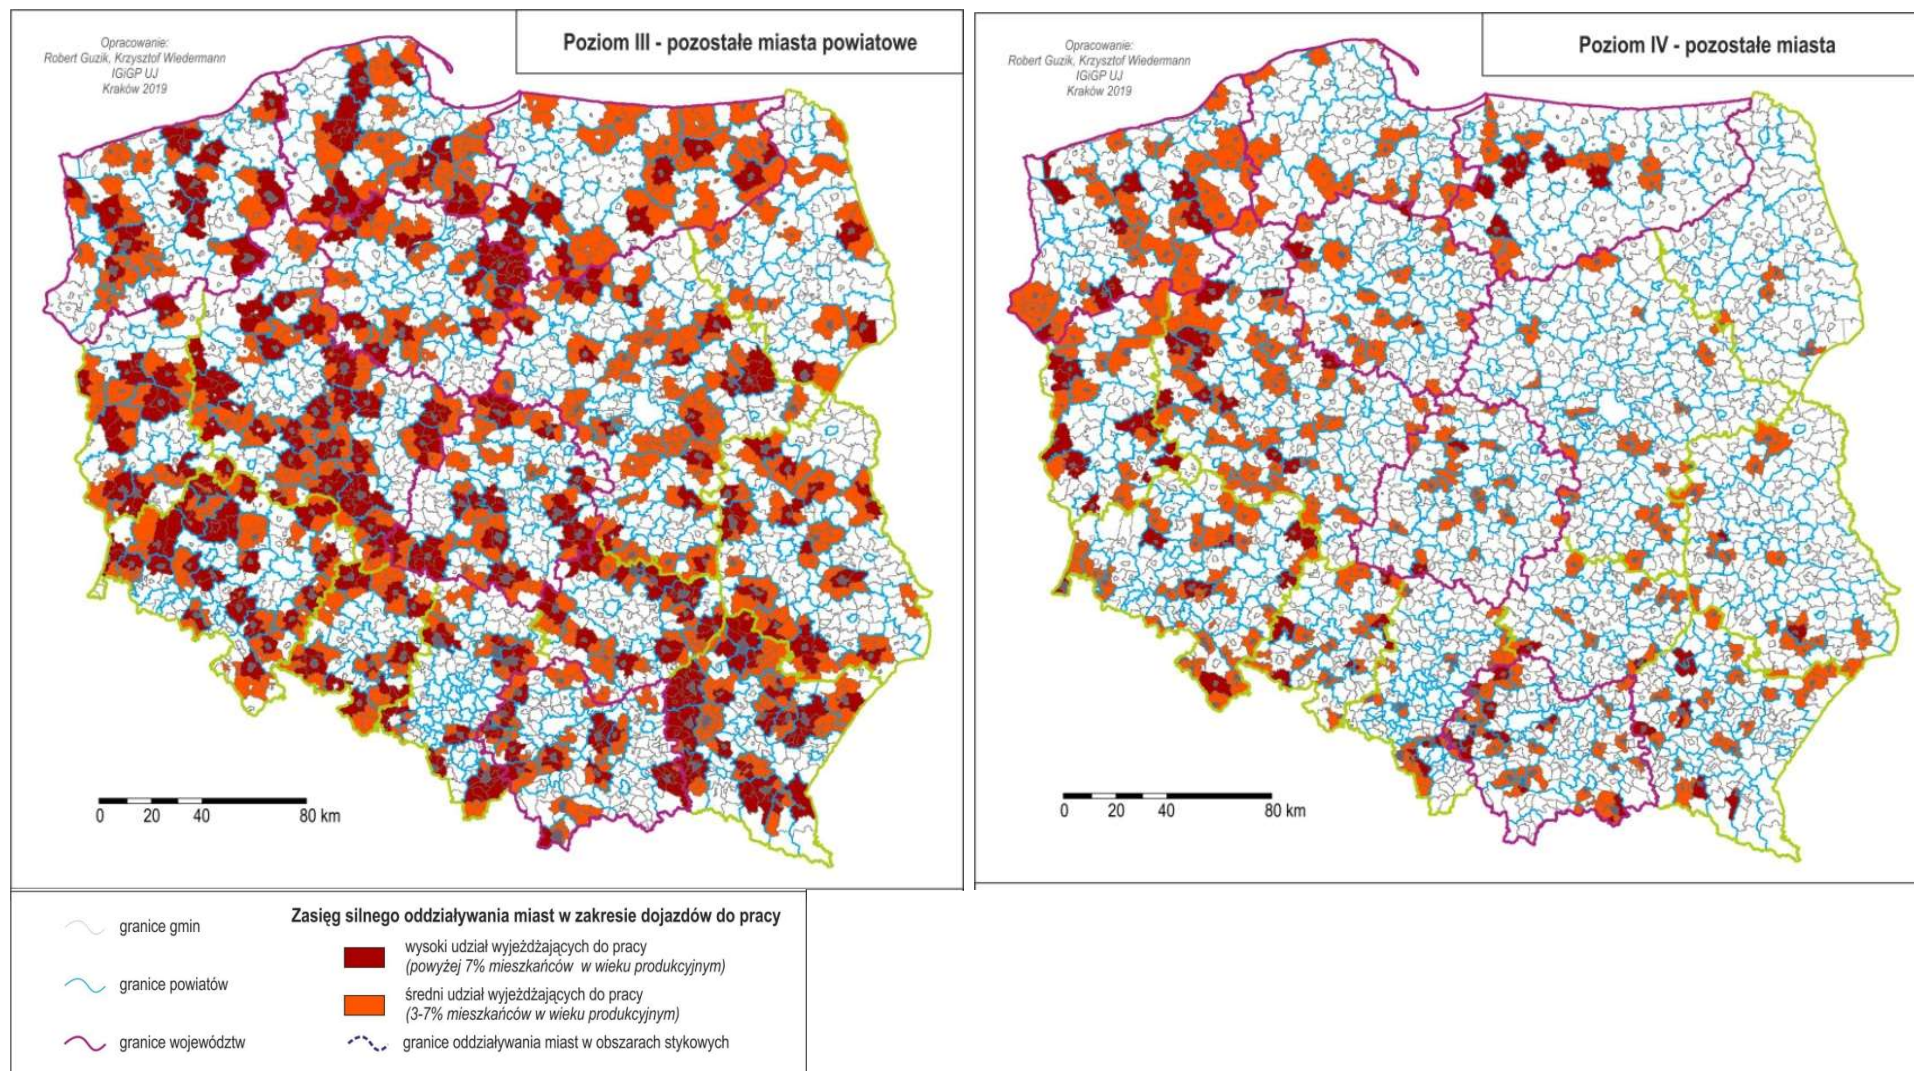 Opracowanie:
Robert Guzik, Krzysztof Wiedermann
IGiGP UJ
Kraków 2019
Poziom III - pozostałe miasta powiatowe
0 20 40 80 km
Opracowanie:
Robert Guzik, Krzysztof Wiedermann
IGiGP UJ
Kraków 2019
Poziom IV - pozostałe miasta
0 20 40 80 km
granice gmin
granice powiatów
granice województw
Zasięg silnego oddziaływania miast w zakresie dojazdów do pracy
wysoki udział wyjeżdżających do pracy
(powyżej 7% mieszkańców w wieku produkcyjnym)
średni udział wyjeżdżających do pracy
(3-7% mieszkańców w wieku produkcyjnym)
granice oddziaływania miast w obszarach stykowych